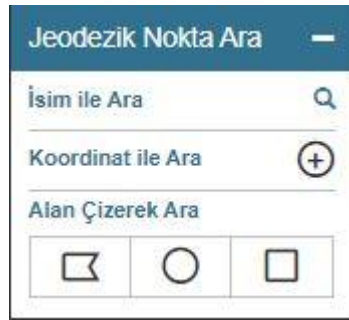 Jeodezik Nokta Ara
İsim ile Ara
Koordinat ile Ara
Alan Çizerek Ara